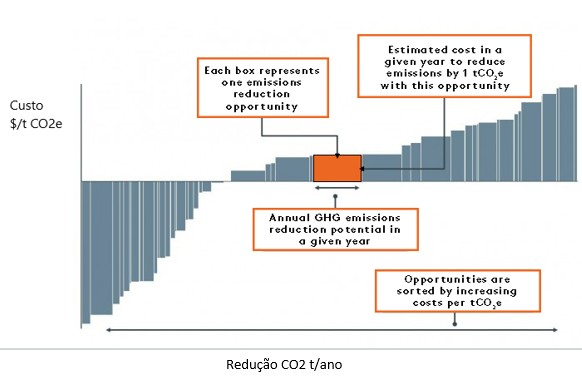 Estimated cost in a
given year to reduce
emissions by 1 tCO₂e
with this opportunity
Each box represents
one emissions
reduction
opportunity
Custo
$/t CO2e
Annual GHG emissions
reduction potential in
a given year
Opportunities are
sorted by increasing
costs per tCO₂e
Redução CO2 t/ano